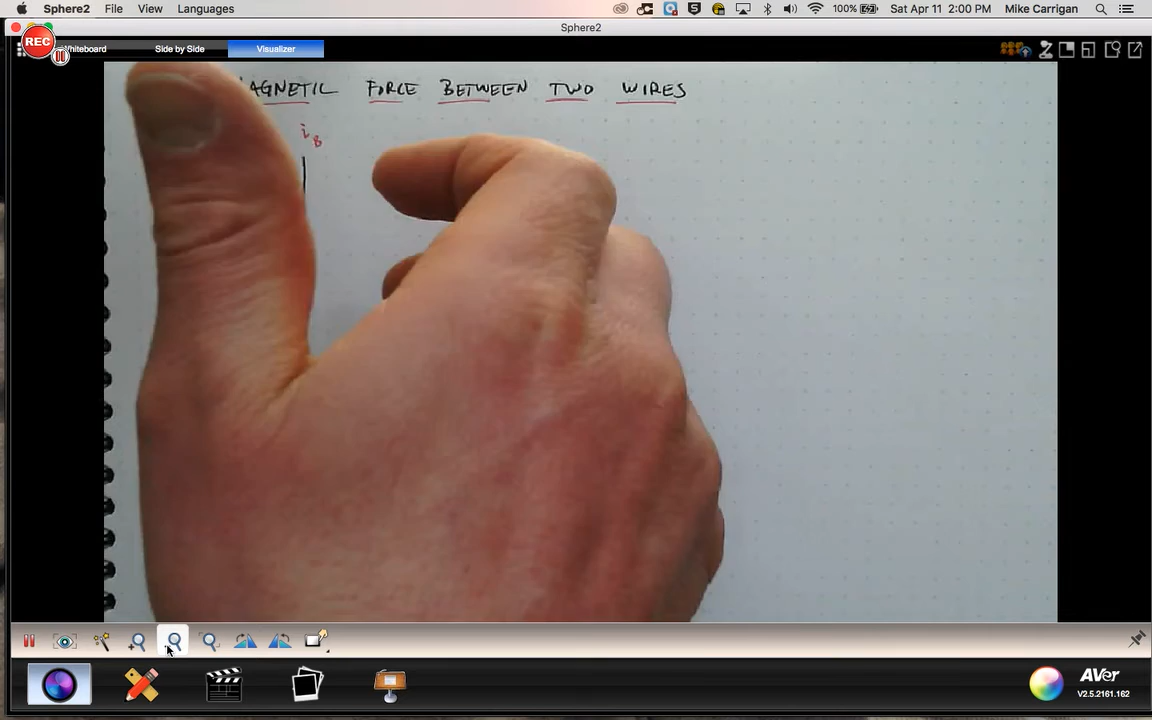 Sphere2 File View Languages 100% Sat Apr 11 2:00 PM Mike Carrigan
Sphere2
REC
Whiteboard Side by Side Visualizer
AGNETIC FORCE BETWEEN TWO WIRES
i B
AVer
V2.5.2161.162